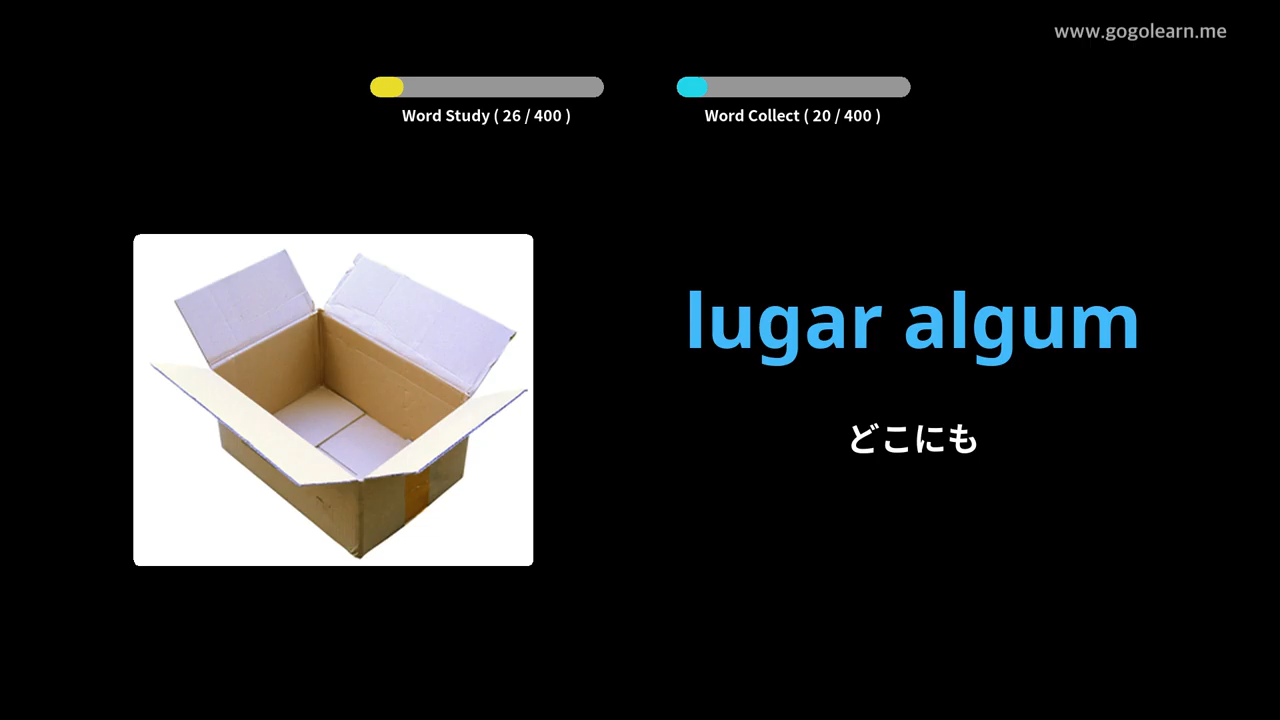 www.gogolearn.me
Word Study ( 26 / 400 )
Word Collect ( 20 / 400 )
lugar algum
どこにも